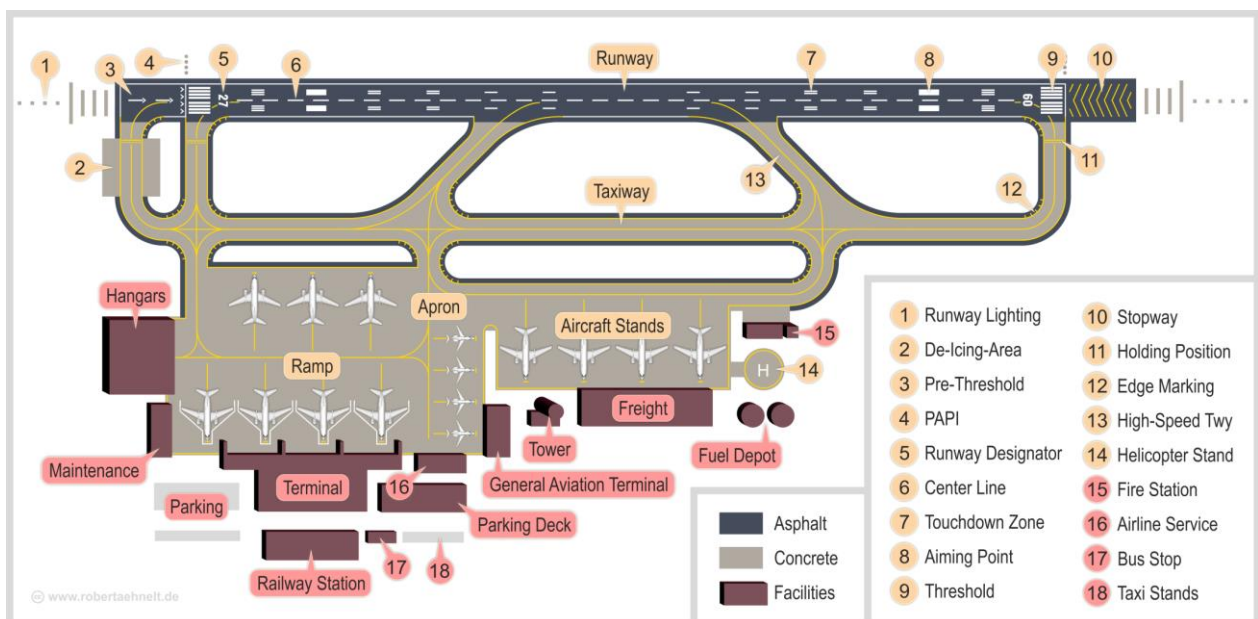 1
3
4
5
6
Runway
7
8
9
10
27
09
2
11
12
13
Taxiway
Hangars
Apron
Aircraft Stands
15
Ramp
H
14
Freight
Tower
Fuel Depot
Maintenance
Terminal
16
General Aviation Terminal
Parking
Parking Deck
Railway Station
17
18
Asphalt
Concrete
Facilities
1 Runway Lighting
2 De-Icing-Area
3 Pre-Threshold
4 PAPI
5 Runway Designator
6 Center Line
7 Touchdown Zone
8 Aiming Point
9 Threshold
10 Stopway
11 Holding Position
12 Edge Marking
13 High-Speed Twy
14 Helicopter Stand
15 Fire Station
16 Airline Service
17 Bus Stop
18 Taxi Stands
www.robertaehnelt.de